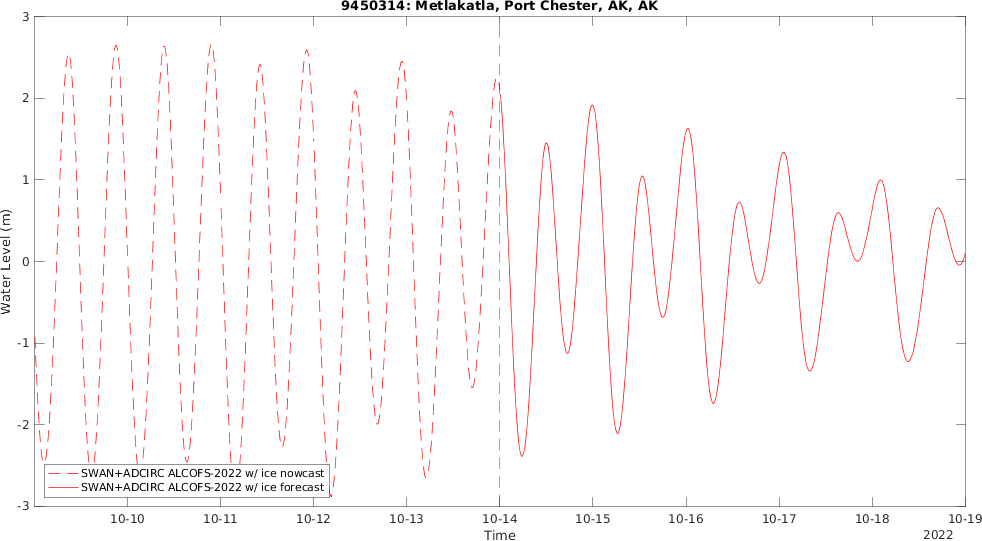 9450314: Metlakatla, Port Chester, AK, AK
3
2
1
0
-1
-2
-3
Water Level (m)
SWAN+ADCIRC ALCOFS-2022 w/ ice nowcast
SWAN+ADCIRC ALCOFS-2022 w/ ice forecast
10-10 10-11 10-12 10-13 10-14 10-15 10-16 10-17 10-18 10-19
Time
2022